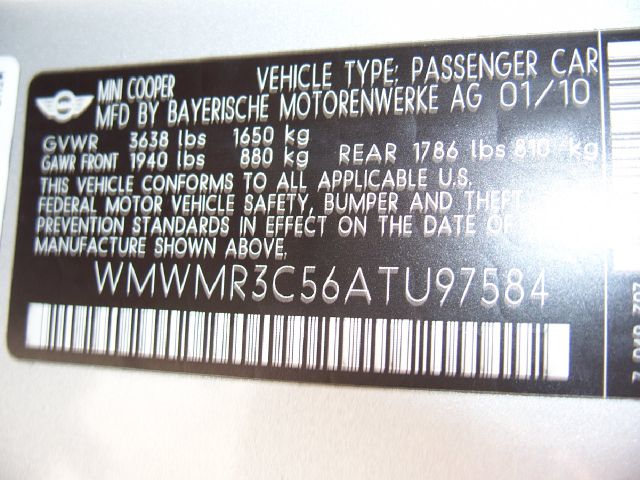 MINI COOPER VEHICLE TYPE: PASSENGER CAR
MFD BY BAYERISCHE MOTORENWERKE AG 01/10
GVWR 3638 lbs 1650 kg
GAWR FRONT 1940 lbs 880 kg REAR 1786 lbs 810 kg
THIS VEHICLE CONFORMS TO ALL APPLICABLE U.S.
FEDERAL MOTOR VEHICLE SAFETY, BUMPER AND THEFT
PREVENTION STANDARDS IN EFFECT ON THE DATE OF
MANUFACTURE SHOWN ABOVE.
WMWMR3C56ATU97584